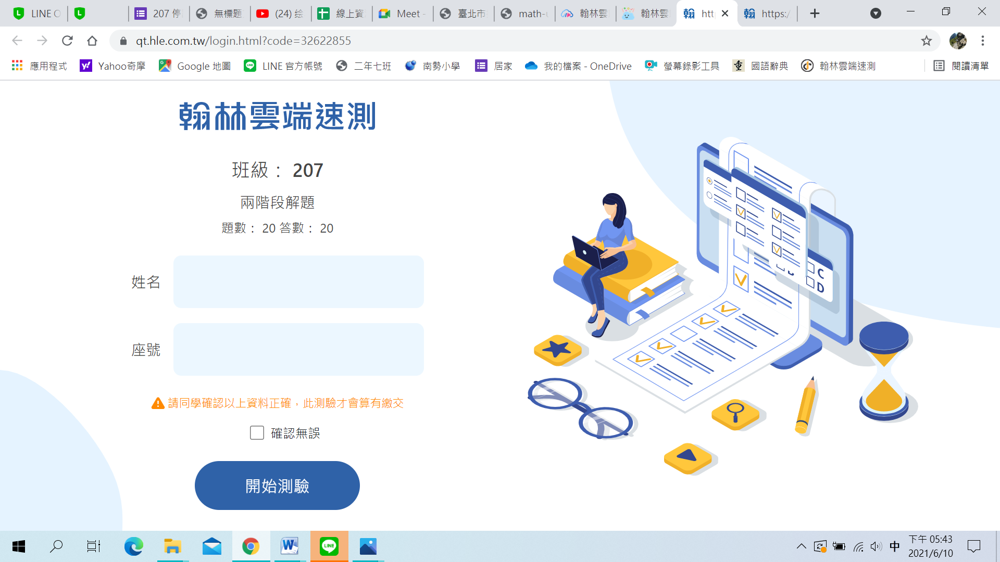 LINE O
207 停
無標題
(24) 绘
線上資
Meet -
臺北市
math-u
翰林雲
翰林雲
http
https:/
qt.hle.com.tw/login.html?code=32622855
應用程式
Yahoo奇摩
Google 地圖
LINE 官方帳號
二年七班
南勢小學
居家
我的檔案 - OneDrive
螢幕錄影工具
國語辭典
翰林雲端速測
閱讀清單
翰林雲端速測
班級： 207
兩階段解題
題數： 20 答數： 20
姓名
座號
請同學確認以上資料正確，此測驗才會算有繳交
確認無誤
開始測驗
C
D
中
下午 05:43
2021/6/10